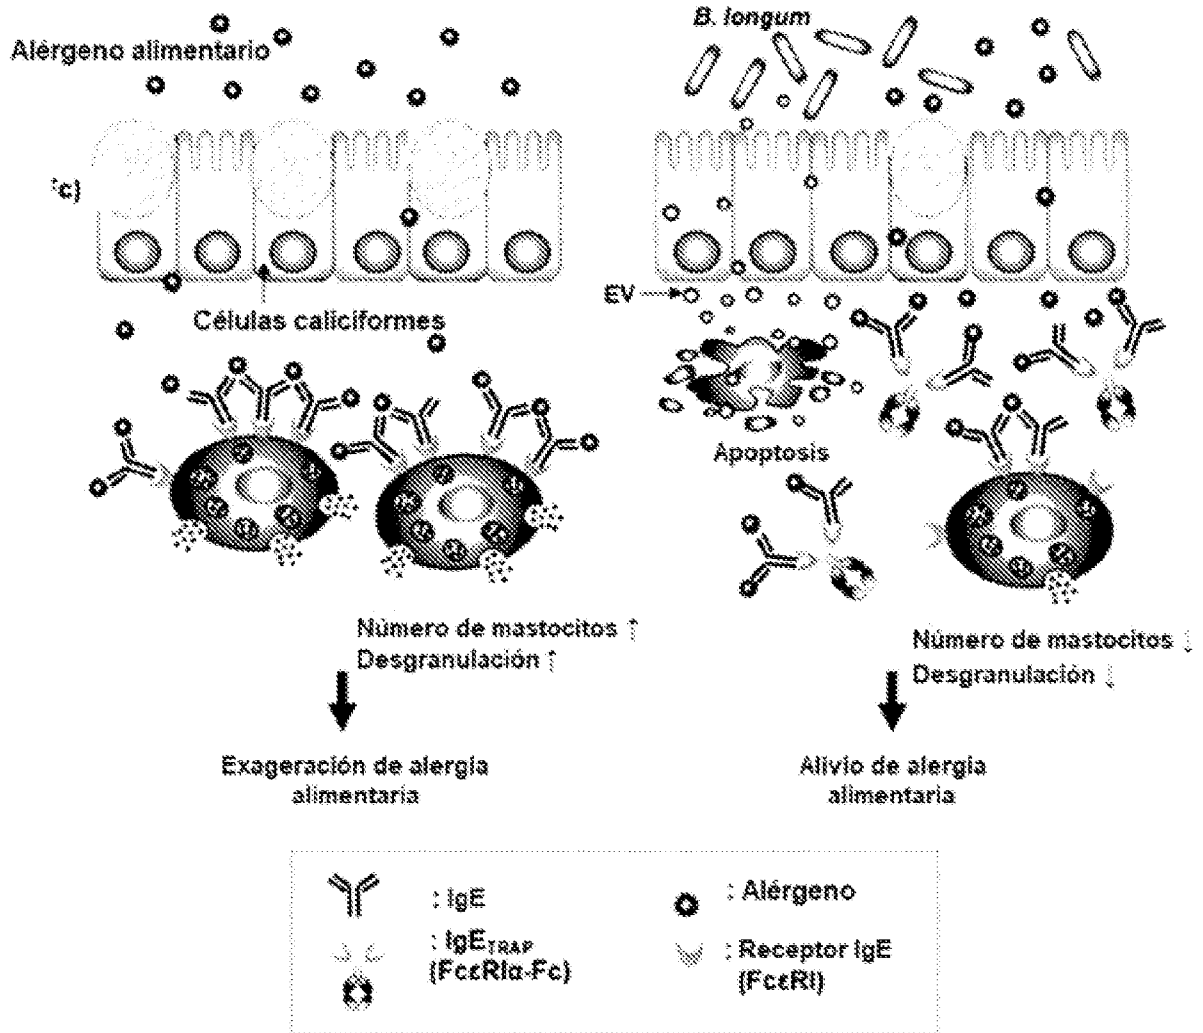 B. longum
Alérgeno alimentario
c)
EV
Células caliciformes
Apoptosis
Número de mastocitos ↑
Desgranulación ↑
Número de mastocitos ↓
Desgranulación ↓
Exageración de alergia
alimentaria
Alivio de alergia
alimentaria
: IgE
: Alérgeno
: IgETRAP
(FcεRIα-Fc)
: Receptor IgE
(FcεRI)